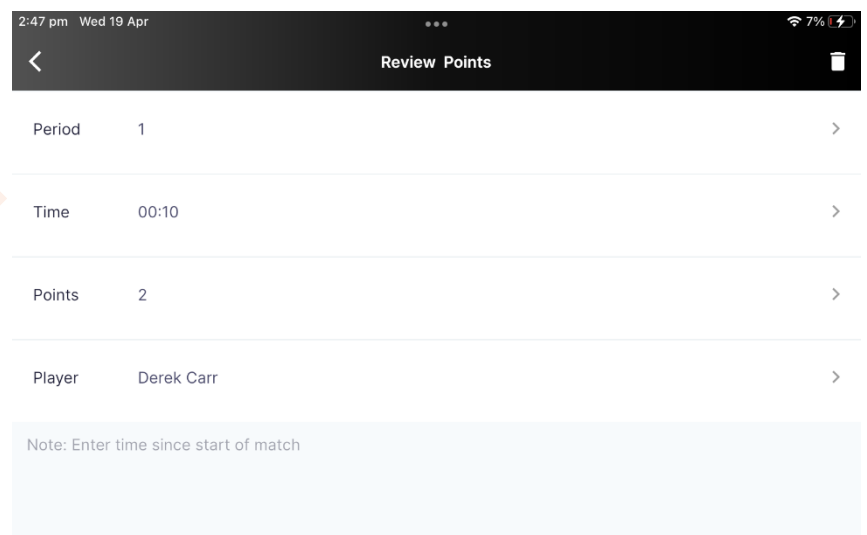 2:47 pm Wed 19 Apr 7%
Review Points
Period 1
Time 00:10
Points 2
Player Derek Carr
Note: Enter time since start of match